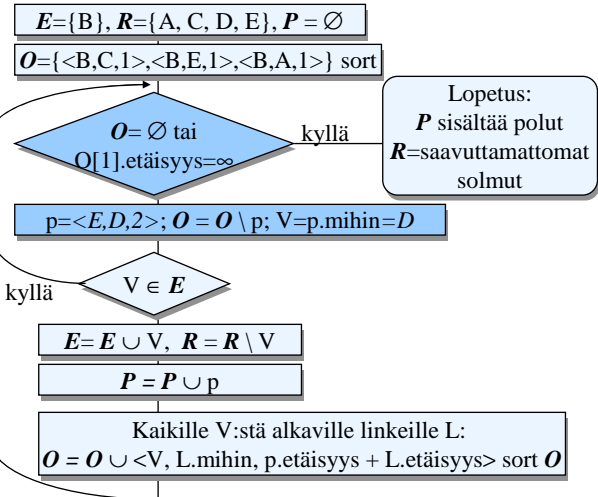 E={B}, R={A, C, D, E}, P = ∅
O={<B,C,1>,<B,E,1>,<B,A,1>} sort
O= ∅ tai
O[1].etäisyys=∞
kyllä
Lopetus:
P sisältää polut
R=saavuttamattomat
solmut
p=<E,D,2>; O = O \ p; V=p.mihin=D
V ∈ E
kyllä
E= E ∪ V, R = R \ V
P = P ∪ p
Kaikille V:stä alkaville linkeille L:
O = O ∪ <V, L.mihin, p.etäisyys + L.etäisyys> sort O